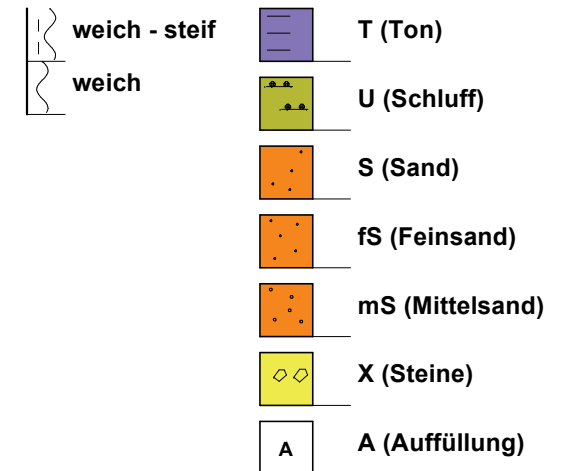 weich - steif
weich
T (Ton)
U (Schluff)
S (Sand)
fS (Feinsand)
mS (Mittelsand)
X (Steine)
A A (Auffüllung)